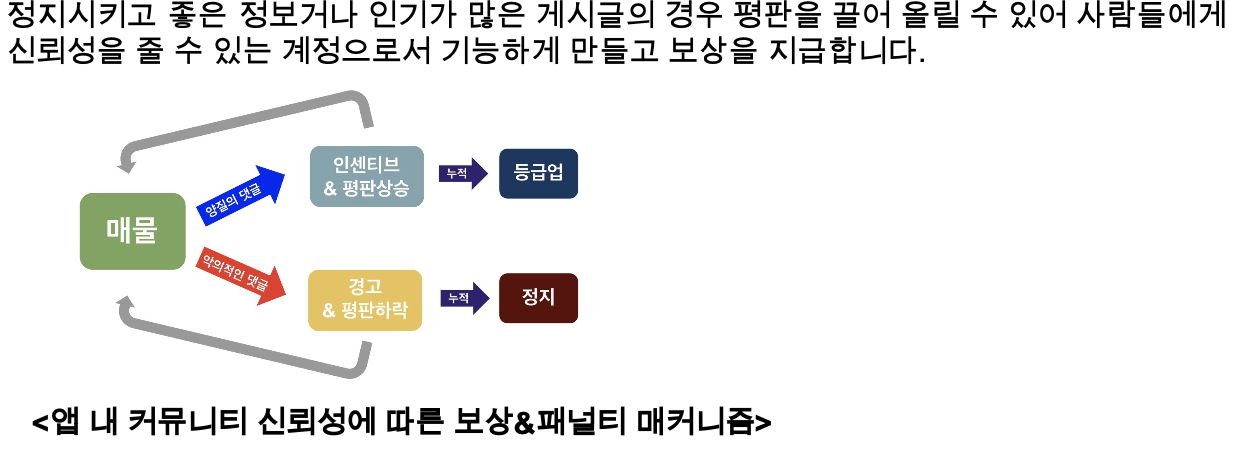 정지시키고 좋은 정보거나 인기가 많은 게시글의 경우 평판을 끌어 올릴 수 있어 사람들에게
신뢰성을 줄 수 있는 계정으로서 기능하게 만들고 보상을 지급합니다.
인센티브
& 평판상승
누적
등급업
양질의 댓글
매물
악의적인 댓글
경고
& 평판하락
누적
정지
<앱 내 커뮤니티 신뢰성에 따른 보상&패널티 매커니즘>